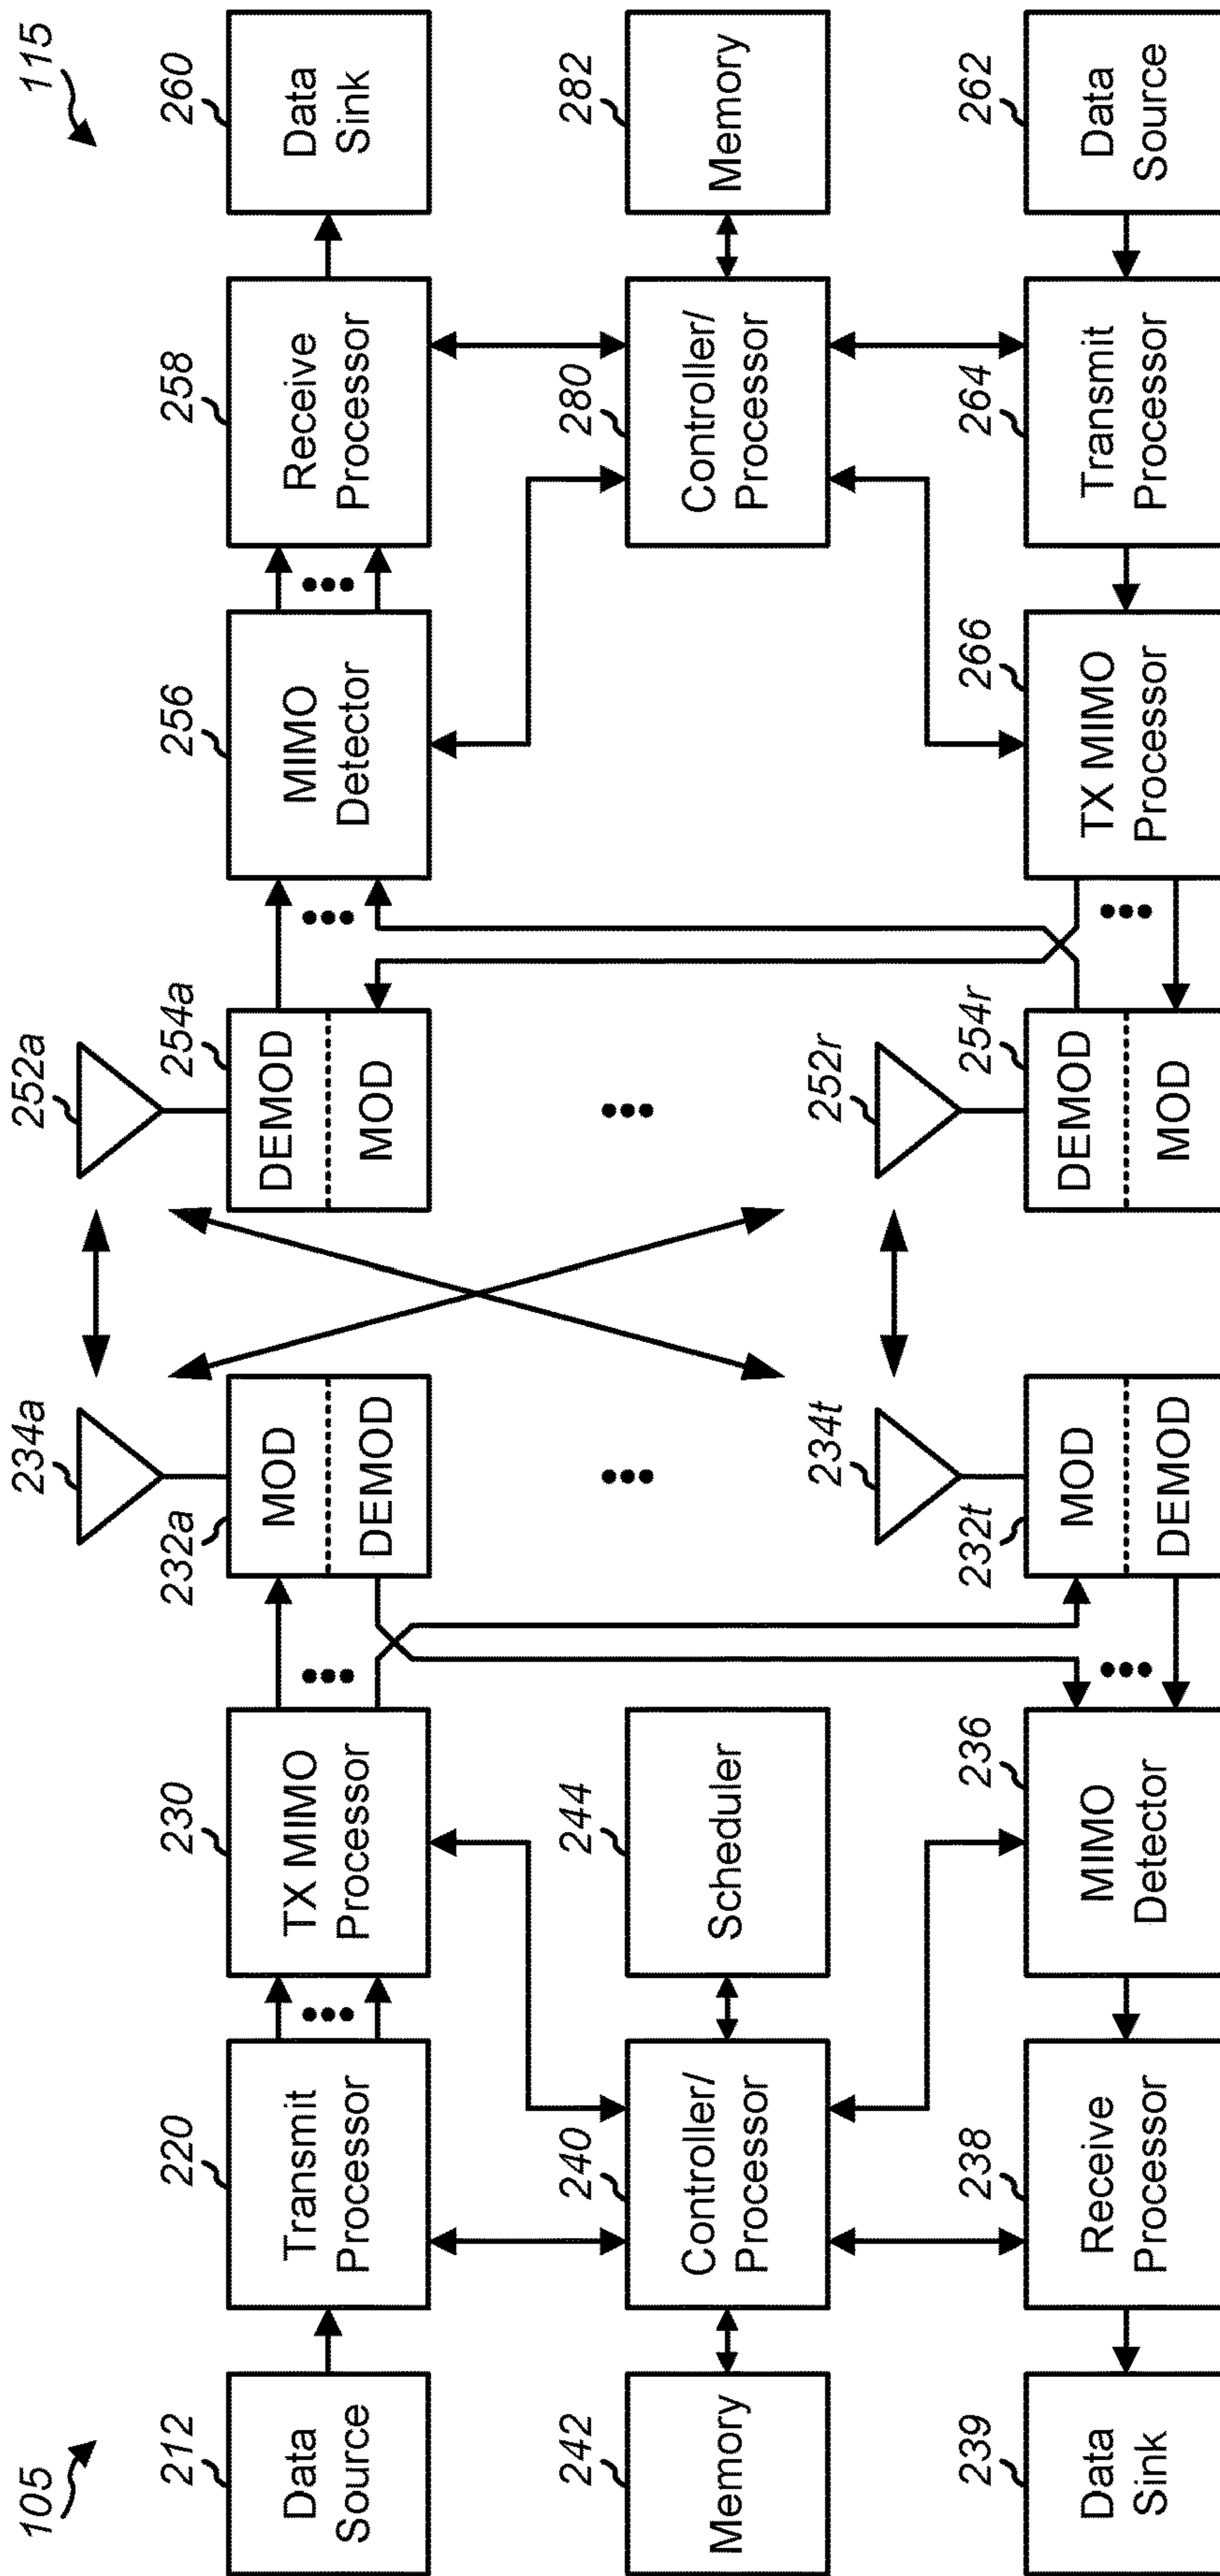 105
115
234a
252a
212
Data
Source
220
Transmit
Processor
230
TX MIMO
Processor
232a
MOD
DEMOD
254a
DEMOD
MOD
256
MIMO
Detector
258
Receive
Processor
260
Data
Sink
242
Memory
240
Controller/
Processor
244
Scheduler
280
Controller/
Processor
282
Memory
234t
252r
239
Data
Sink
238
Receive
Processor
236
MIMO
Detector
232t
MOD
DEMOD
254r
DEMOD
MOD
266
TX MIMO
Processor
264
Transmit
Processor
262
Data
Source